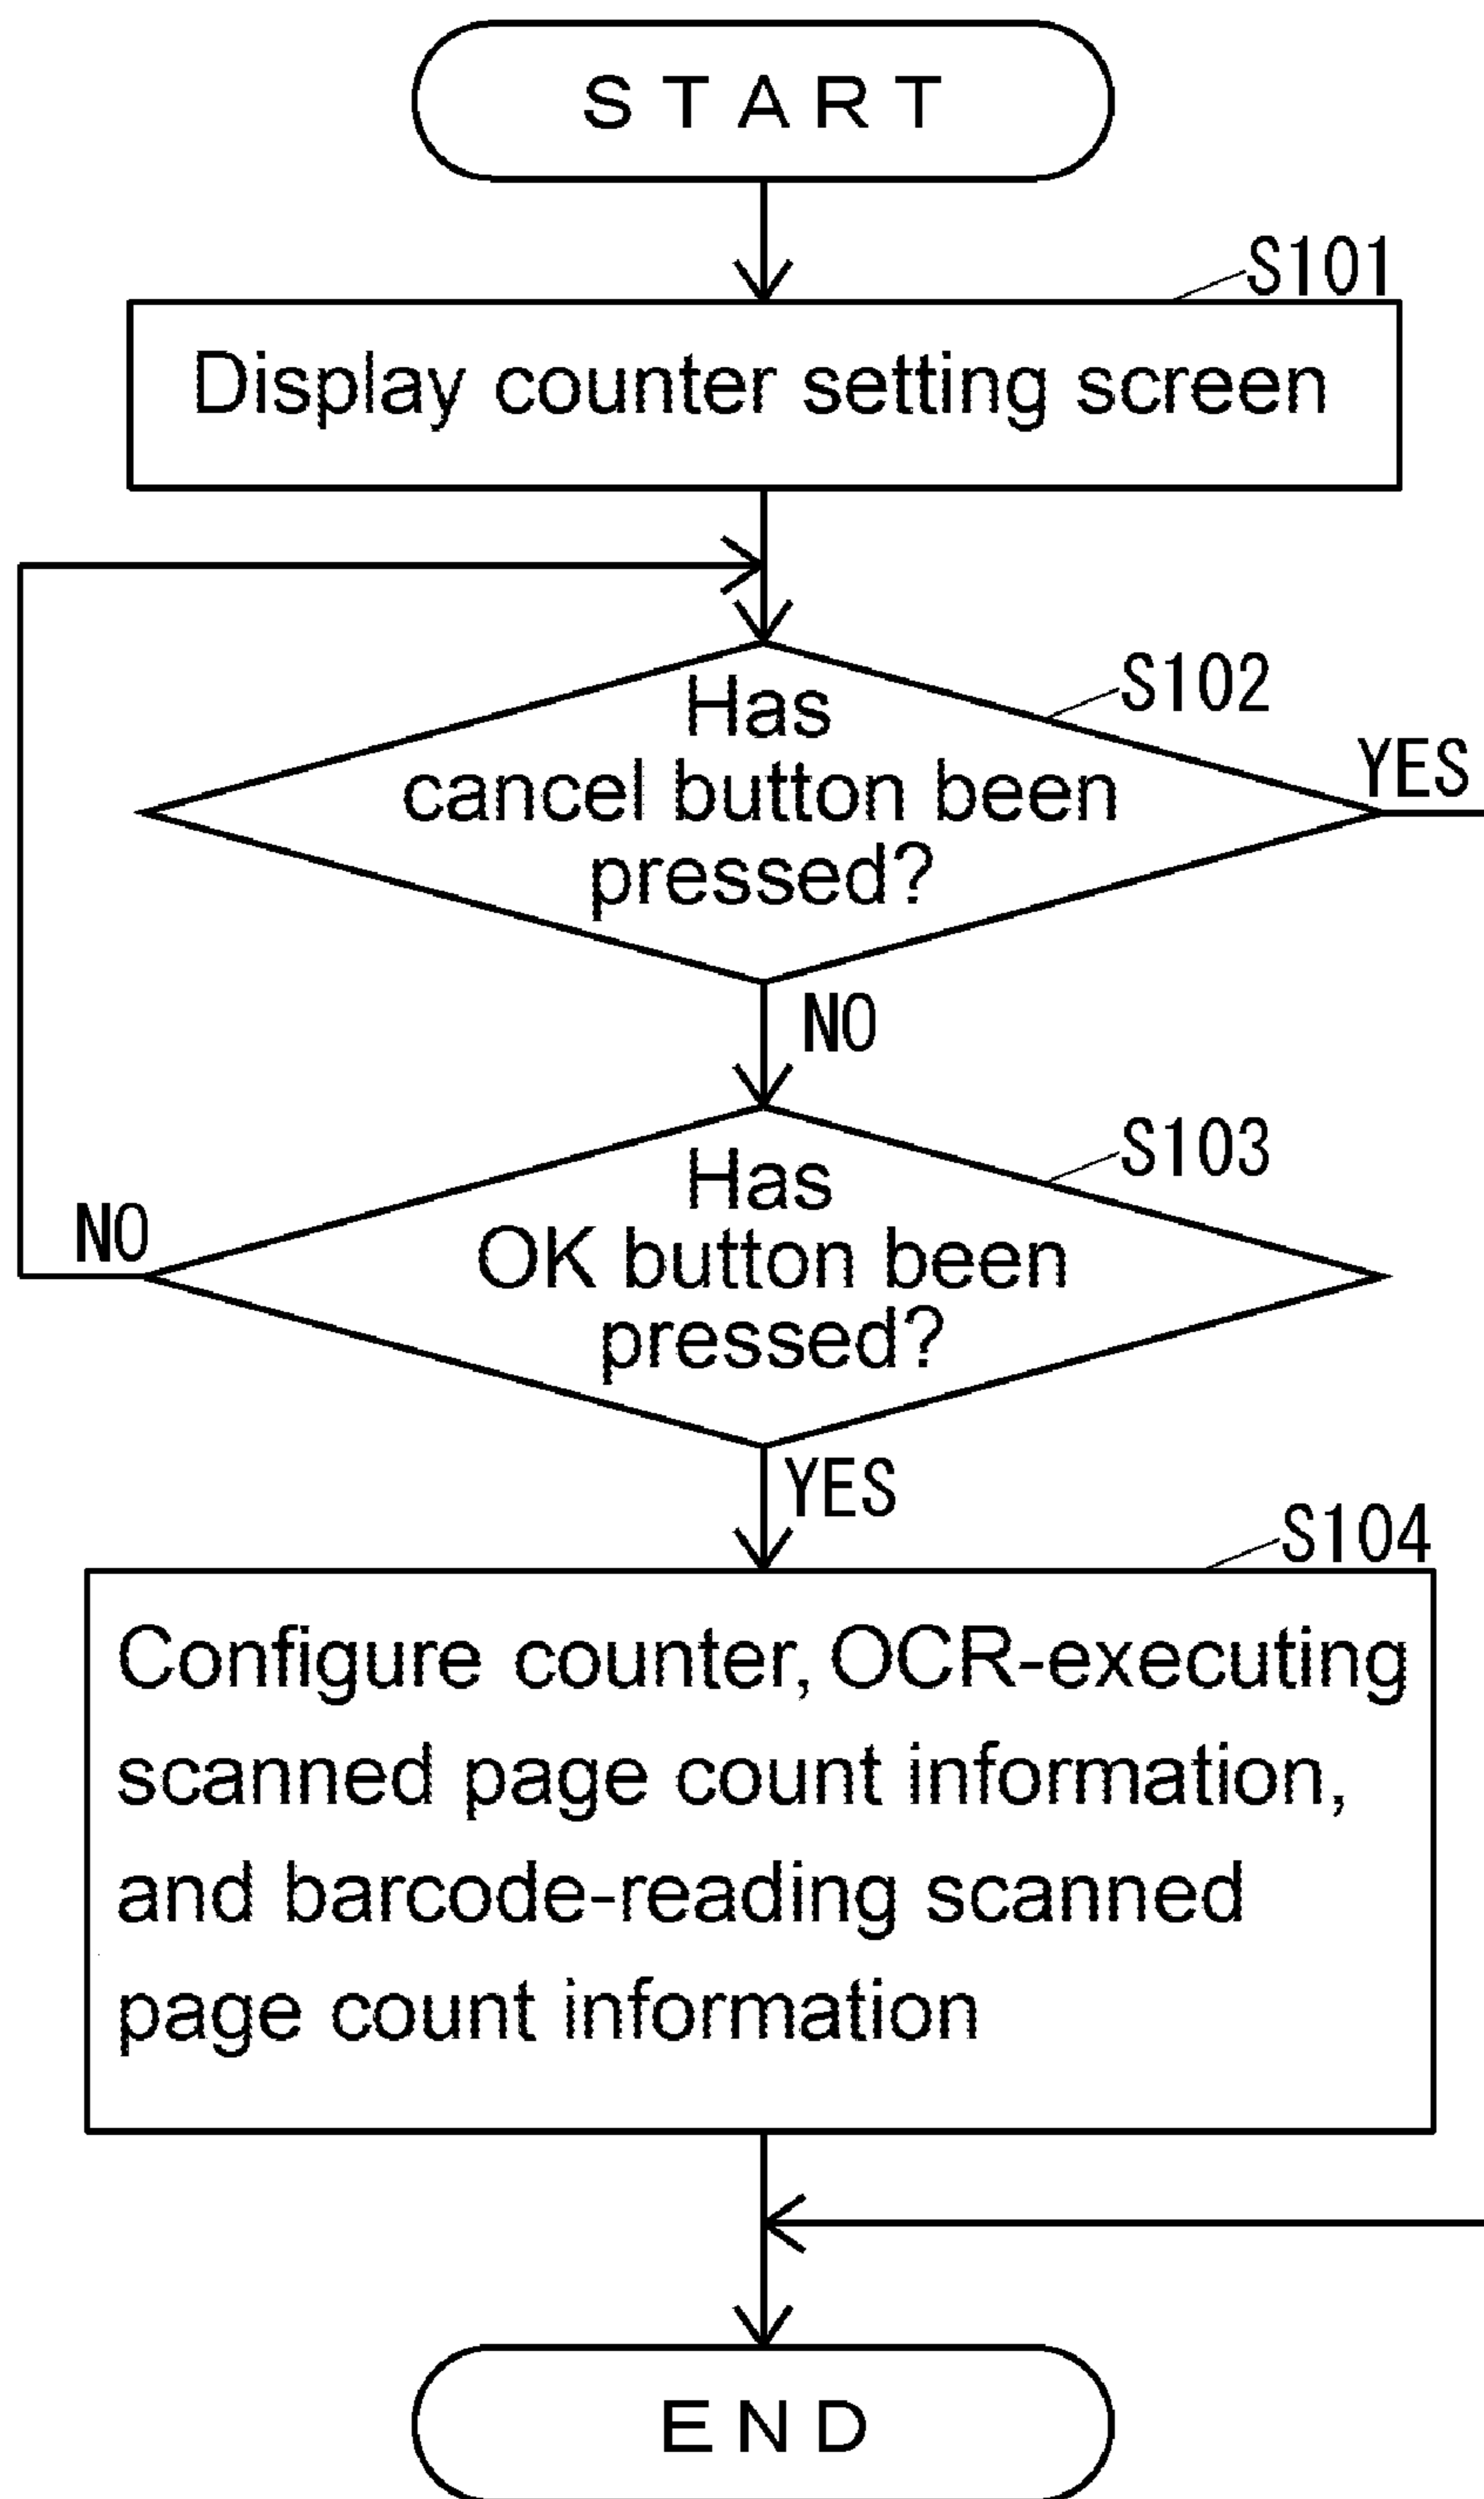 START
S101
Display counter setting screen
S102
Has
cancel button been
pressed?
YES
NO
S103
Has
OK button been
pressed?
NO
YES
S104
Configure counter, OCR-executing
scanned page count information,
and barcode-reading scanned
page count information
END